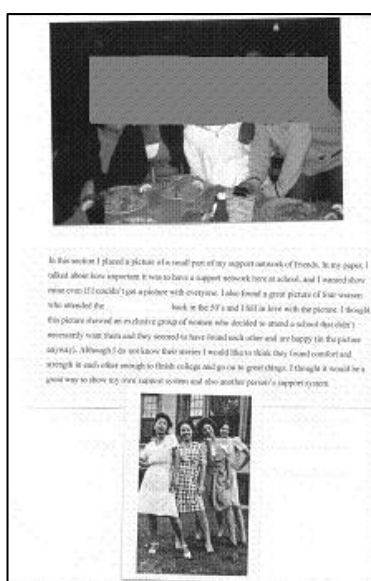 In this section I placed a picture of a small part of my support network of friends. In my paper, I
talked about how important it was to have a support network here at school, and I wanted show
mine even if I couldn't get a picture with everyone. I also found a great picture of four women
who attended the back in the 50's and I fell in love with the picture. I thought
this picture showed an exclusive group of women who decided to attend a school that didn't
necessarily want them and they seemed to have found each other and are happy (in the picture
anyway). Although I do not know their stories I would like to think they found comfort and
strength in each other enough to finish college and go on to great things. I thought it would be a
great way to show my own support system and also another person's support system